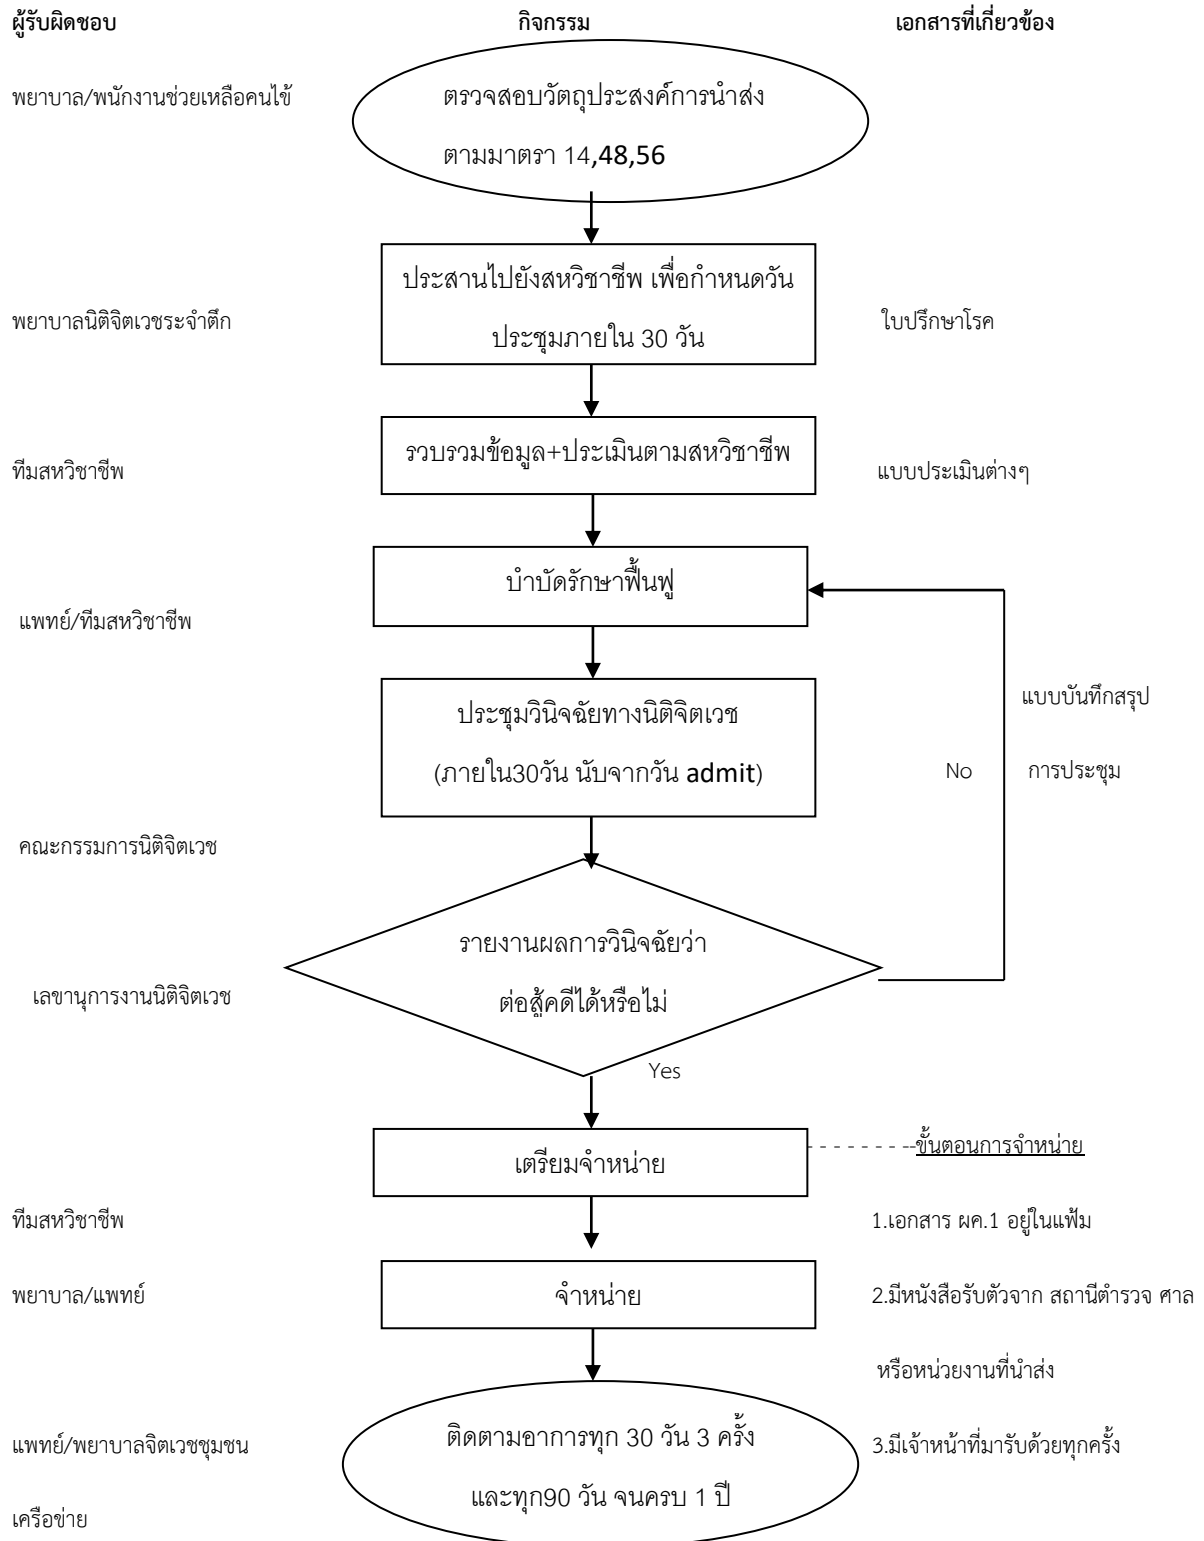 ผู้รับผิดชอบ กิจกรรม เอกสารที่เกี่ยวข้อง
พยาบาล/พนักงานช่วยเหลือคนไข้ ตรวจสอบวัตถุประสงค์การนำส่ง
ตามมาตรา 14,48,56
ประสานไปยังสหวิชาชีพ เพื่อกำหนดวัน
พยาบาลนิติจิตเวชระจำตึก ประชุมภายใน 30 วัน ใบปรึกษาโรค
รวบรวมข้อมูล+ประเมินตามสหวิชาชีพ
ทีมสหวิชาชีพ แบบประเมินต่างๆ
บำบัดรักษาฟื้นฟู
แพทย์/ทีมสหวิชาชีพ
ประชุมวินิจฉัยทางนิติจิตเวช แบบบันทึกสรุป
(ภายใน30วัน นับจากวัน admit) No การประชุม
คณะกรรมการนิติจิตเวช
รายงานผลการวินิจฉัยว่า
เลขานุการงานนิติจิตเวช ต่อสู้คดีได้หรือไม่
Yes
เตรียมจำหน่าย ขั้นตอนการจำหน่าย
ทีมสหวิชาชีพ 1.เอกสาร ผค.1 อยู่ในแฟ้ม
พยาบาล/แพทย์ จำหน่าย 2.มีหนังสือรับตัวจาก สถานีตำรวจ ศาล
หรือหน่วยงานที่นำส่ง
แพทย์/พยาบาลจิตเวชชุมชน ติดตามอาการทุก 30 วัน 3 ครั้ง 3.มีเจ้าหน้าที่มารับด้วยทุกครั้ง
และทุก90 วัน จนครบ 1 ปี
เครือข่าย